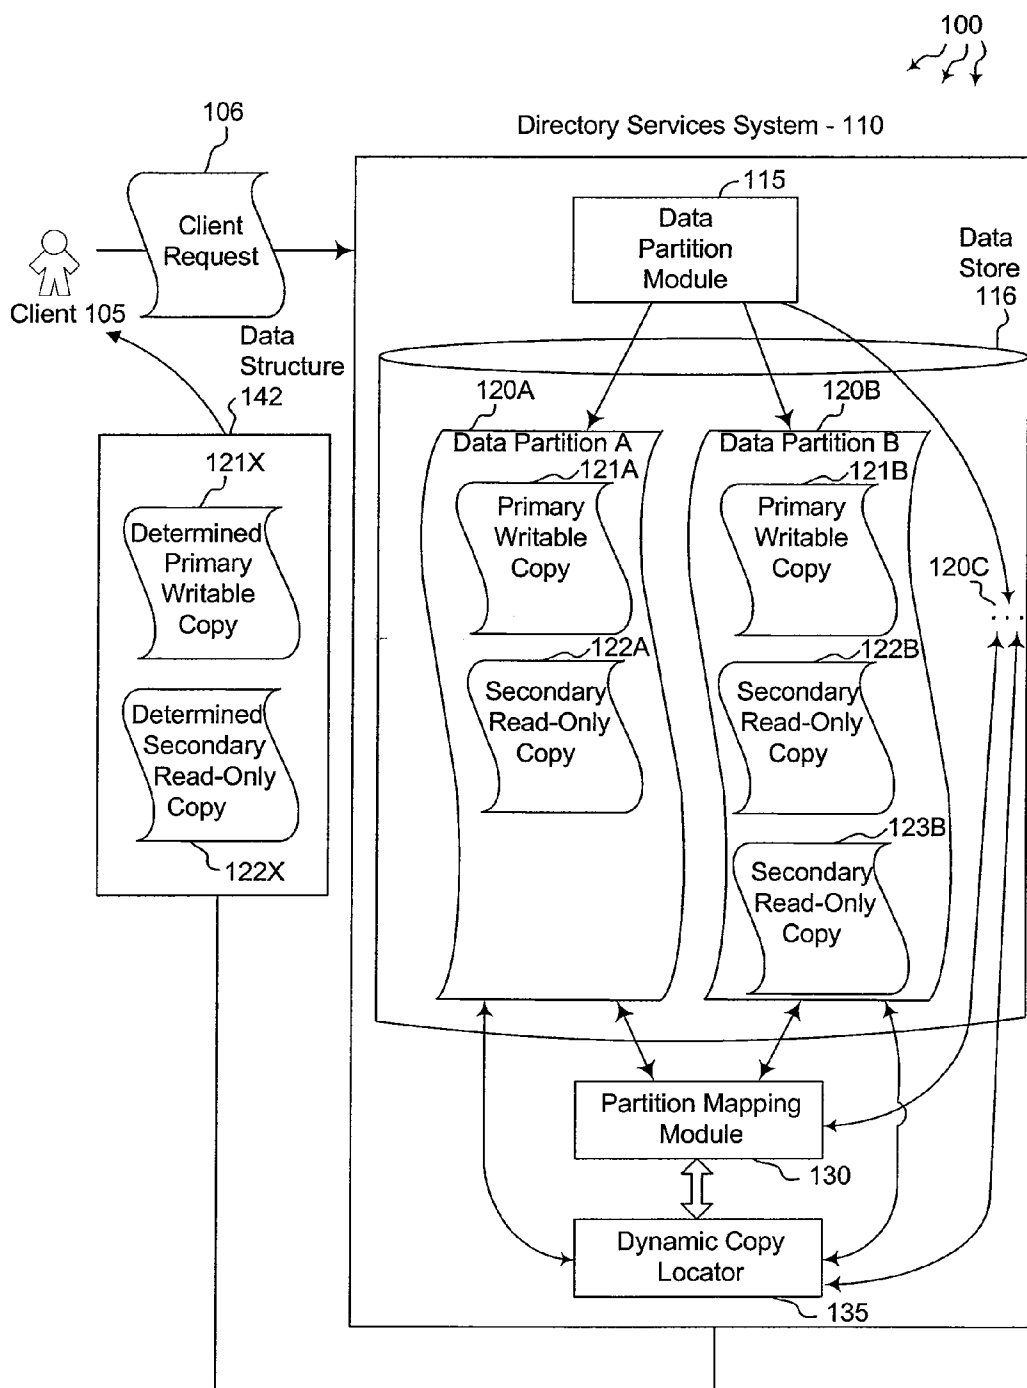 100
106
Directory Services System - 110
Client
Request
Client 105
115
Data
Partition
Module
Data
Store
116
Data
Structure
142
120A
Data Partition A
120B
Data Partition B
121X
Determined
Primary
Writable
Copy
121A
Primary
Writable
Copy
121B
Primary
Writable
Copy
120C
. . .
122A
Secondary
Read-Only
Copy
122B
Secondary
Read-Only
Copy
Determined
Secondary
Read-Only
Copy
122X
123B
Secondary
Read-Only
Copy
Partition Mapping
Module
130
Dynamic Copy
Locator
135